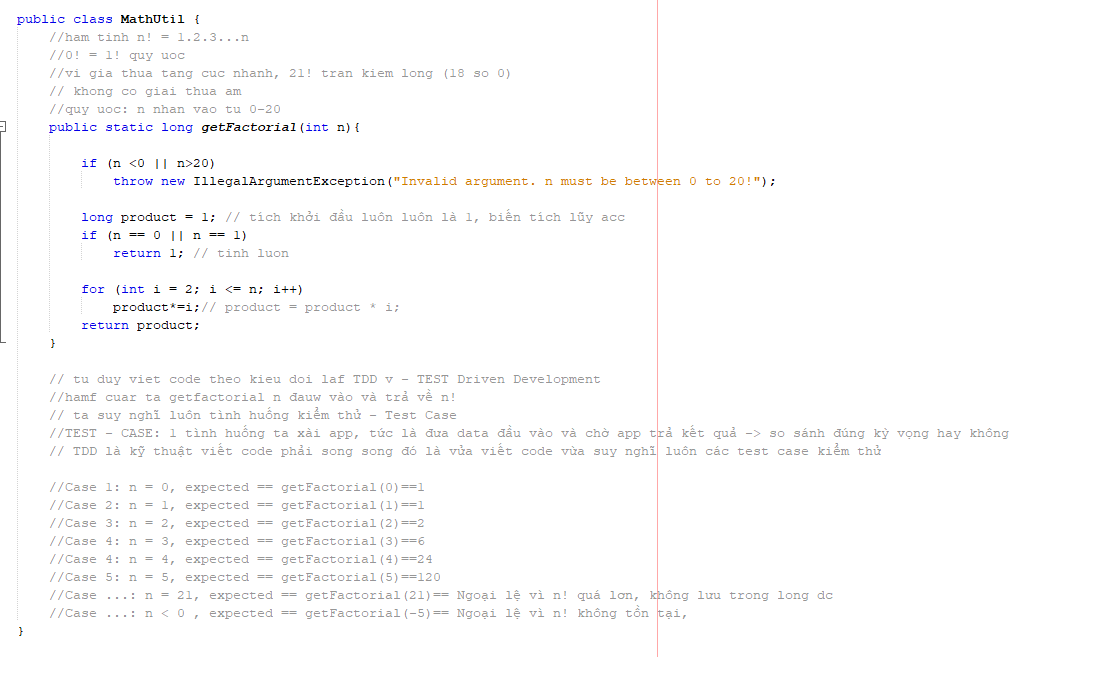 public class MathUtil {
//ham tinh n! = 1.2.3...n
//0! = 1! quy uoc
//vi gia thua tang cuc nhanh, 21! tran kiem long (18 so 0)
// khong co giai thua am
//quy uoc: n nhan vao tu 0-20
public static long getFactorial(int n){
if (n <0 || n>20)
throw new IllegalArgumentException("Invalid argument. n must be between 0 to 20!");
long product = 1; // tích khởi đầu luôn luôn là 1, biến tích lũy acc
if (n == 0 || n == 1)
return 1; // tinh luon
for (int i = 2; i <= n; i++)
product*=i;// product = product * i;
return product;
}
// tu duy viet code theo kieu doi laf TDD v - TEST Driven Development
//hamf cuar ta getfactorial n đauw vào và trả về n!
// ta suy nghĩ luôn tình huống kiểm thử - Test Case
//TEST - CASE: 1 tình huống ta xài app, tức là đưa data đầu vào và chờ app trả kết quả -> so sánh đúng kỳ vọng hay không
// TDD là kỹ thuật viết code phải song song đó là vửa viết code vừa suy nghĩ luôn các test case kiểm thử
//Case 1: n = 0, expected == getFactorial(0)==1
//Case 2: n = 1, expected == getFactorial(1)==1
//Case 3: n = 2, expected == getFactorial(2)==2
//Case 4: n = 3, expected == getFactorial(3)==6
//Case 4: n = 4, expected == getFactorial(4)==24
//Case 5: n = 5, expected == getFactorial(5)==120
//Case ...: n = 21, expected == getFactorial(21)== Ngoại lệ vì n! quá lơn, không lưu trong long dc
//Case ...: n < 0 , expected == getFactorial(-5)== Ngoại lệ vì n! không tồn tại,
}